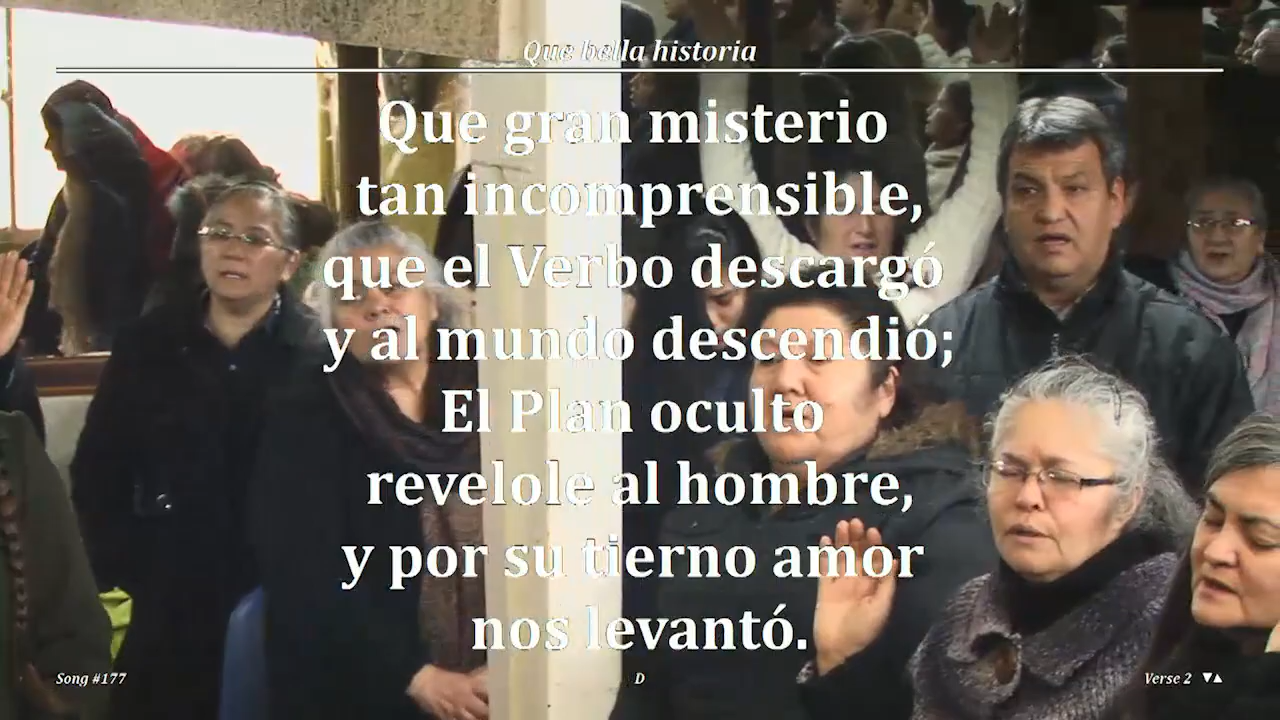 Que bella historia
Que gran misterio
tan incomprensible,
que el Verbo descargó
y al mundo descendió;
El Plan oculto
revelole al hombre,
y por su tierno amor
nos levantó.
Song #177
D
Verse 2 ▼▲